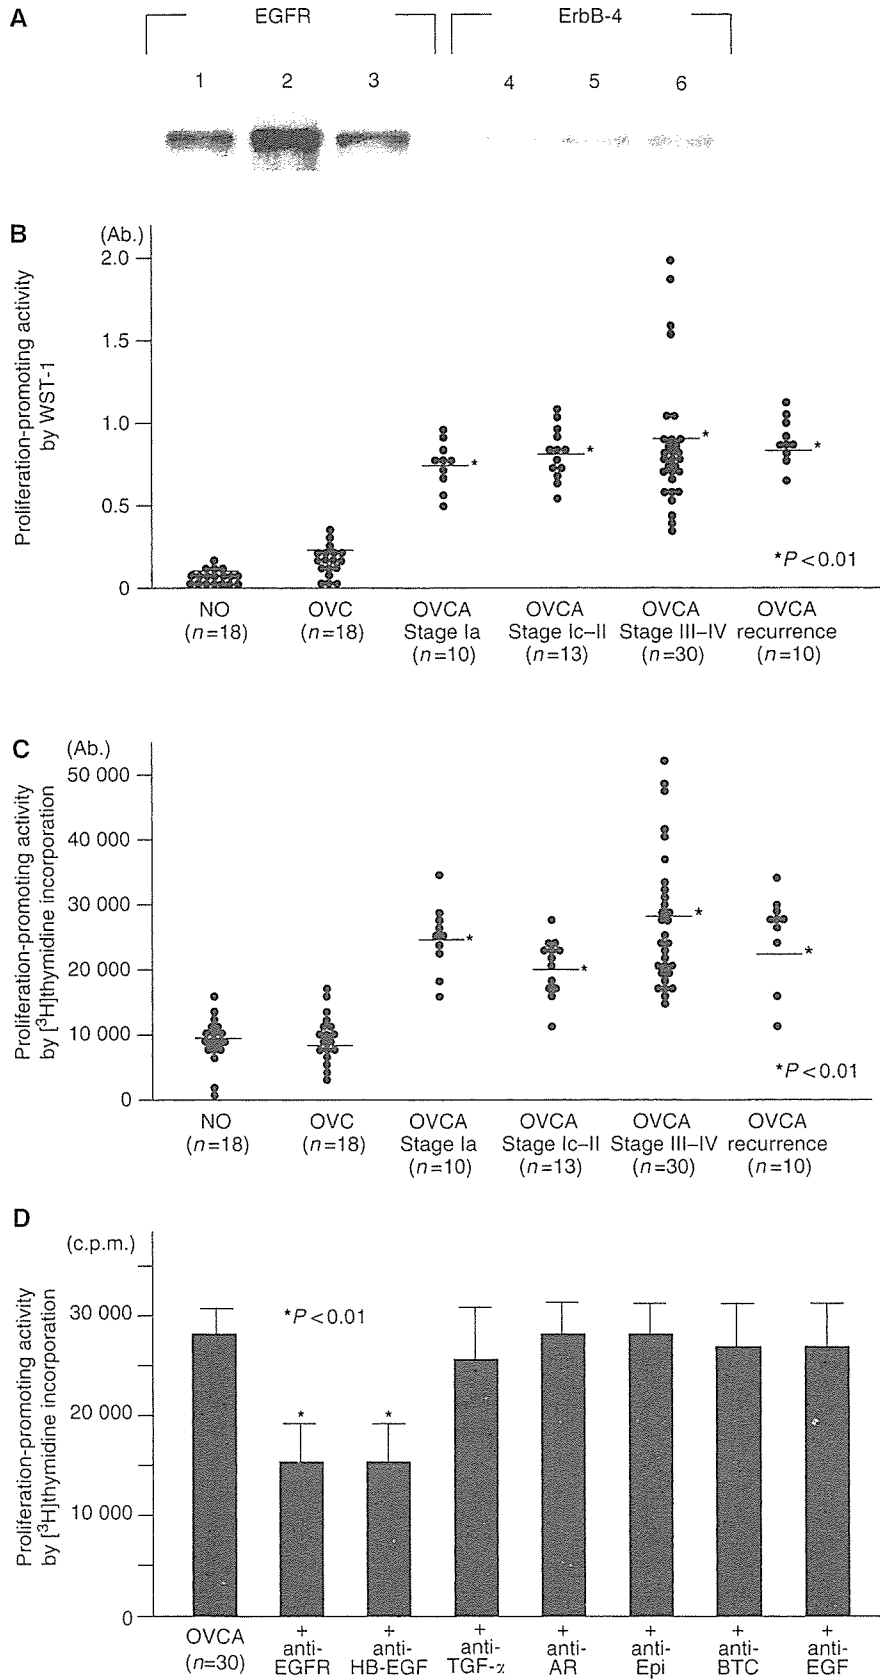 A
EGFR
ErbB-4
1 2 3 4 5 6
B
(Ab.)
Proliferation-promoting activity
by WST-1
2.0
1.5
1.0
0.5
0
*
*
*
*
*P<0.01
NO OVC OVCA OVCA OVCA OVCA
(n=18) (n=18) Stage Ia Stage Ic–II Stage III–IV recurrence
(n=10) (n=13) (n=30) (n=10)
C
(Ab.)
Proliferation-promoting activity
by [³H]thymidine incorporation
50 000
40 000
30 000
20 000
10 000
0
*
*
*
*
*P<0.01
NO OVC OVCA OVCA OVCA OVCA
(n=18) (n=18) Stage Ia Stage Ic–II Stage III–IV recurrence
(n=10) (n=13) (n=30) (n=10)
D
(c.p.m.)
Proliferation-promoting activity
by [³H]thymidine incorporation
30 000
20 000
10 000
0
*P<0.01
* *
OVCA + + + + + + +
(n=30) anti- anti- anti- anti- anti- anti- anti-
EGFR HB-EGF TGF-α AR Epi BTC EGF